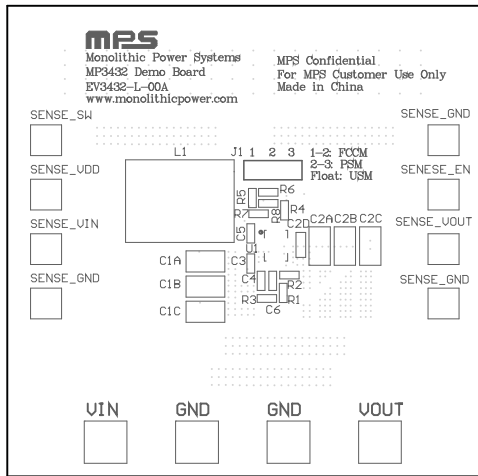 mps
Monolithic Power Systems
MP3432 Demo Board
EV3432-L-00A
www.monolithicpower.com
MPS Confidential
For MPS Customer Use Only
Made in China
SENSE_SW
SENSE_GND
L1
J1
1 2 3
1-2: FCCM
2-3: PSM
Float: USM
SENSE_VDD
SENESE_EN
R5
R6
R4
R7
R8
SENSE_VIN
C5
C2D
C2A
C2B
C2C
SENSE_VOUT
U1
C1A
C3
SENSE_GND
SENSE_GND
C1B
C4
R2
C1C
R3
C6
R1
VIN
GND
GND
VOUT